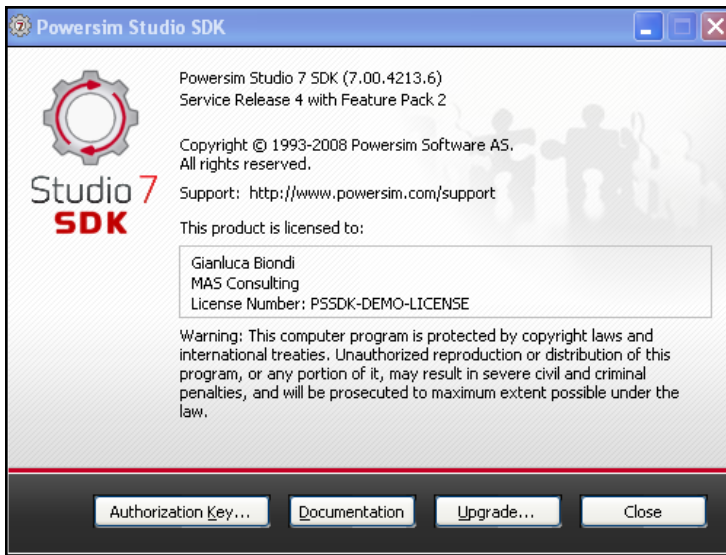 Powersim Studio SDK
Powersim Studio 7 SDK (7.00.4213.6)
Service Release 4 with Feature Pack 2
Copyright © 1993-2008 Powersim Software AS.
All rights reserved.
Studio 7
SDK
Support: http://www.powersim.com/support
This product is licensed to:
Gianluca Biondi
MAS Consulting
License Number: PSSDK-DEMO-LICENSE
Warning: This computer program is protected by copyright laws and
international treaties. Unauthorized reproduction or distribution of this
program, or any portion of it, may result in severe civil and criminal
penalties, and will be prosecuted to maximum extent possible under the
law.
Authorization Key... Documentation Upgrade... Close